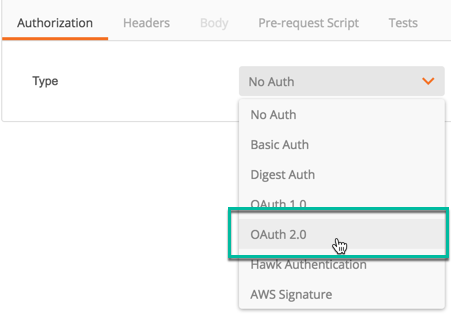 Authorization Headers Body Pre-request Script Tests
Type No Auth
No Auth
Basic Auth
Digest Auth
OAuth 1.0
OAuth 2.0
Hawk Authentication
AWS Signature